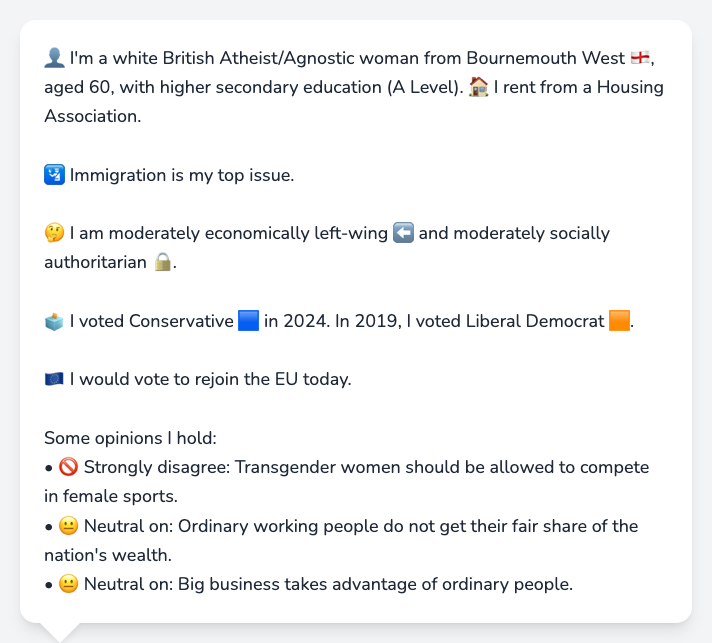 👤 I'm a white British Atheist/Agnostic woman from Bournemouth West 🏴󠁧󠁢󠁥󠁮󠁧󠁿,
aged 60, with higher secondary education (A Level). 🏠 I rent from a Housing
Association.
🛂 Immigration is my top issue.
🤔 I am moderately economically left-wing ⬅️ and moderately socially
authoritarian 🔒.
🗳️ I voted Conservative 🟦 in 2024. In 2019, I voted Liberal Democrat 🟧.
🇪🇺 I would vote to rejoin the EU today.
Some opinions I hold:
• 🚫 Strongly disagree: Transgender women should be allowed to compete
in female sports.
• 😐 Neutral on: Ordinary working people do not get their fair share of the
nation's wealth.
• 😐 Neutral on: Big business takes advantage of ordinary people.